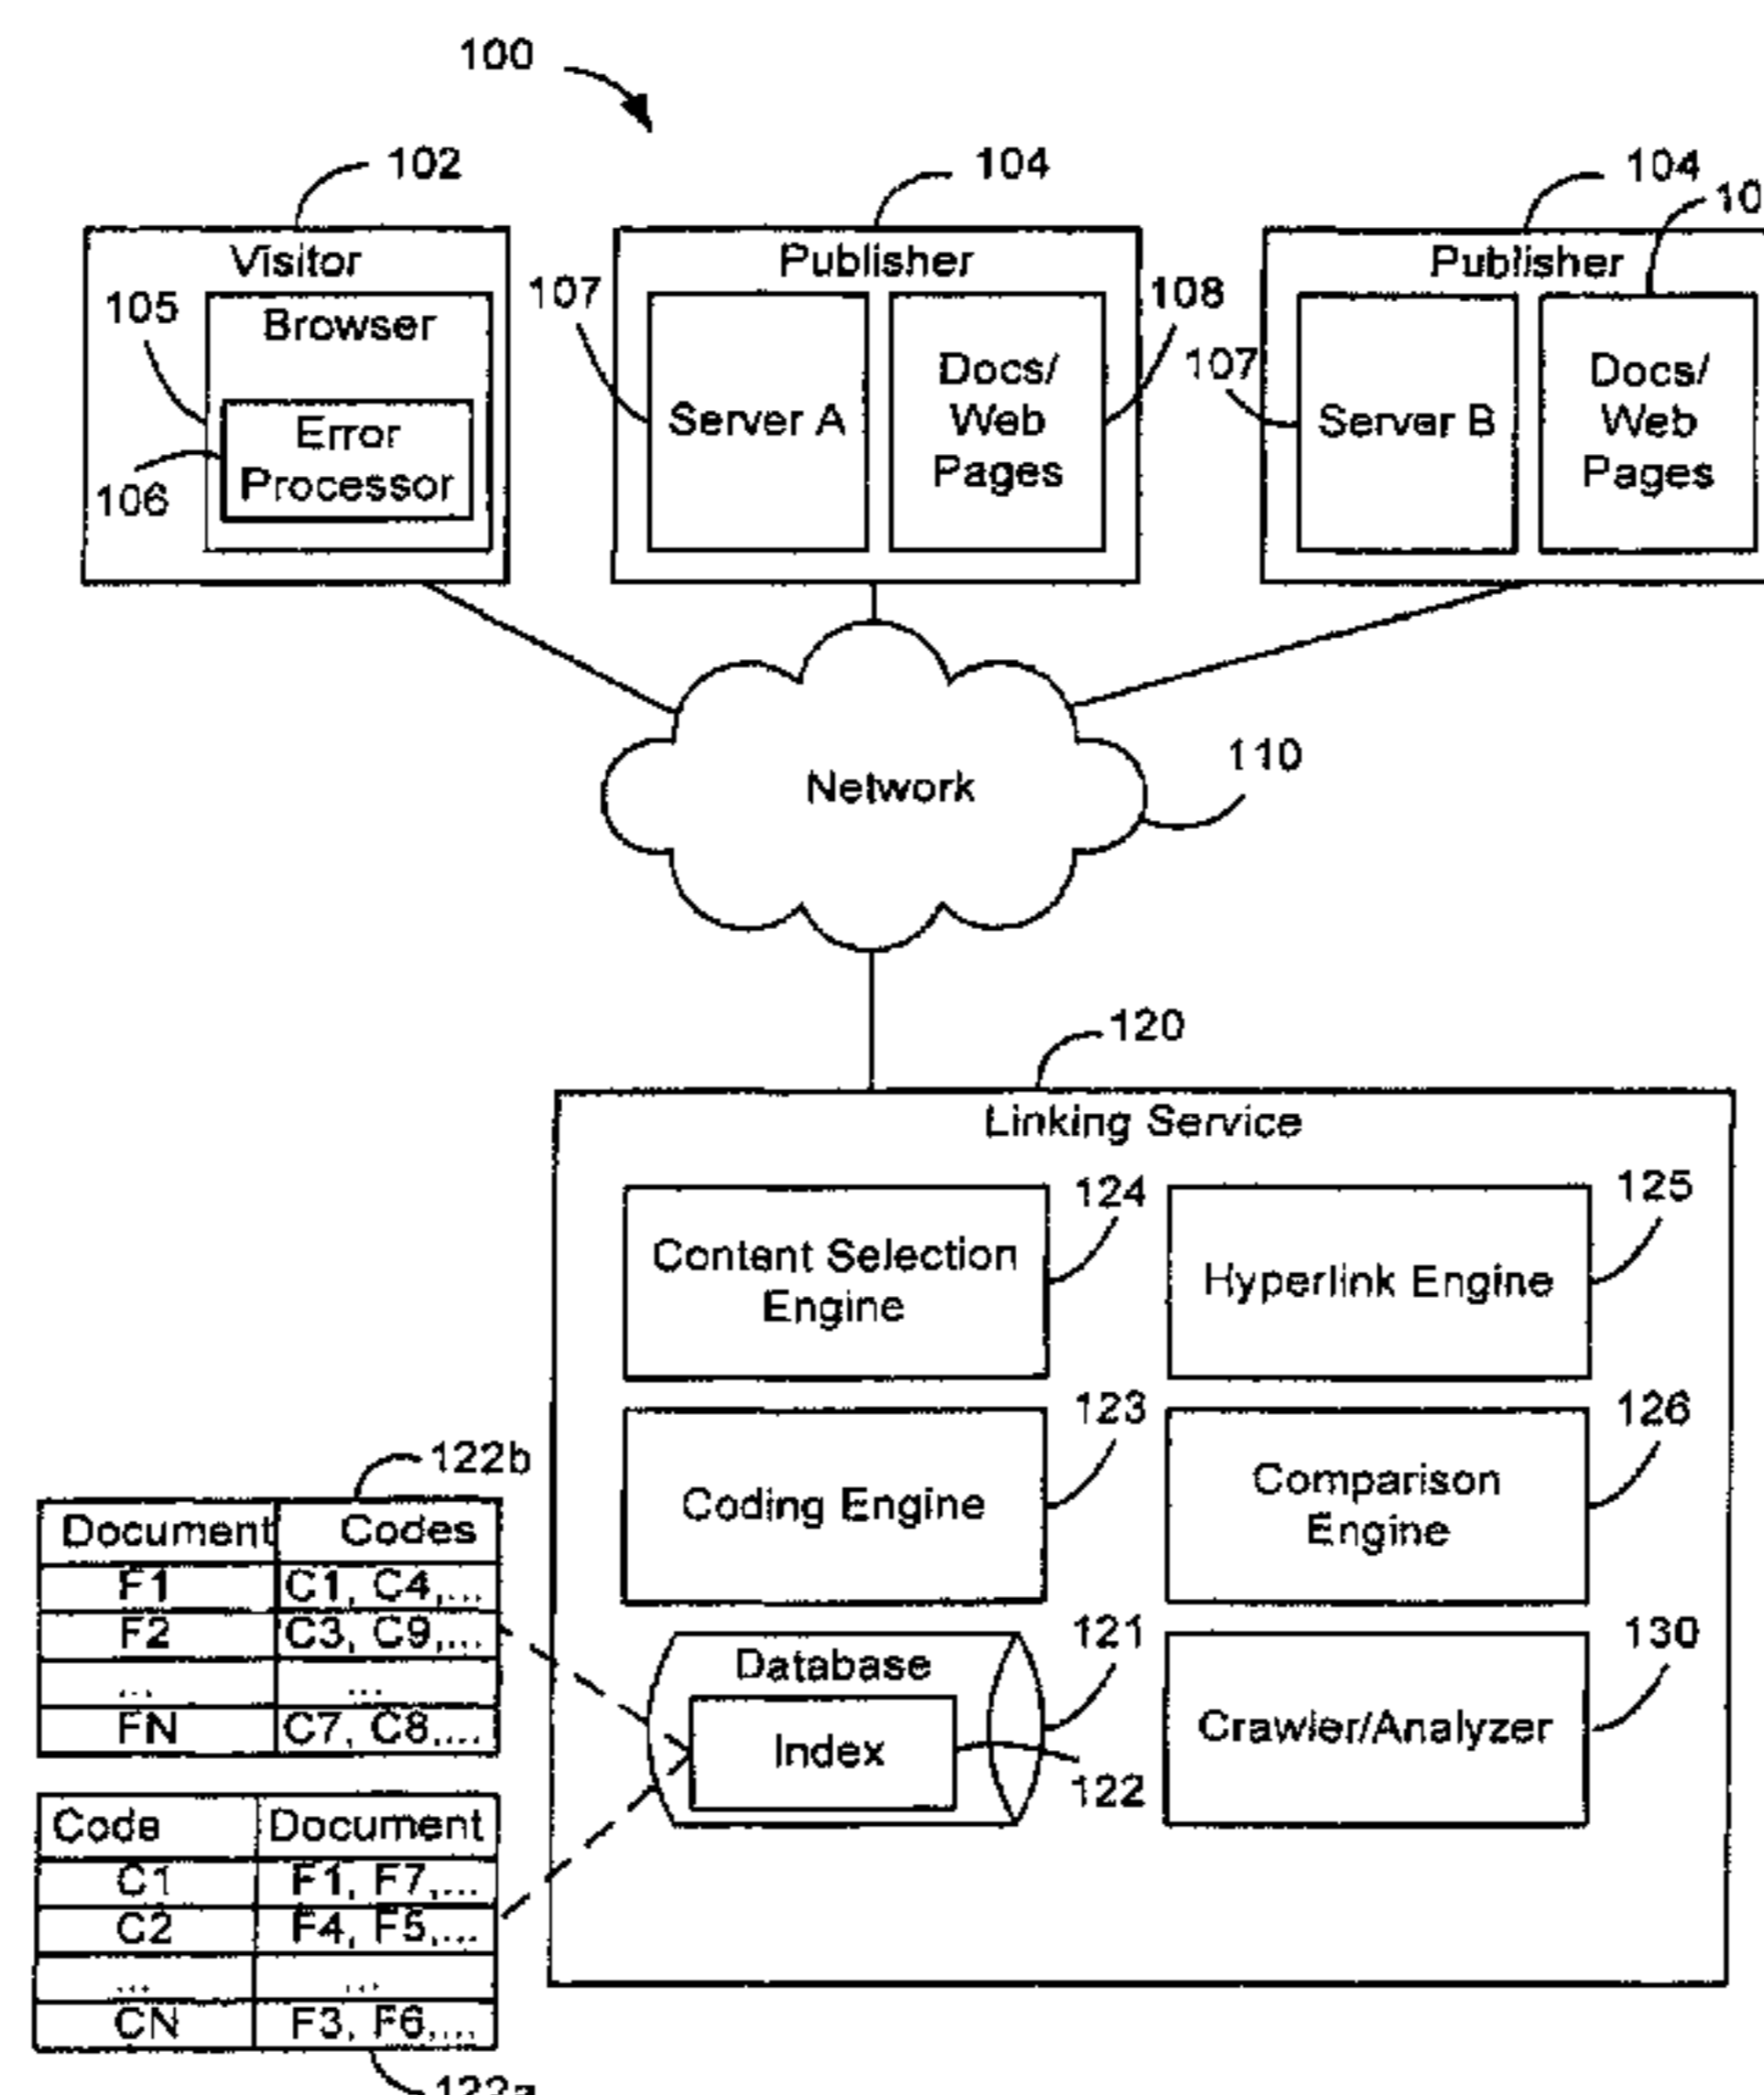 100
102
104
104
10
Visitor
Publisher
Publisher
105
Browser
107
108
Error
Processor
106
Server A
Docs/
Web
Pages
107
Server B
Docs/
Web
Pages
Network
110
120
Linking Service
124
125
Content Selection
Engine
Hyperlink Engine
123
126
Coding Engine
Comparison
Engine
122b
Document Codes
F1 C1, C4,...
F2 C3, C9,...
... ...
FN C7, C8,...
121
130
Database
Index
122
Crawler/Analyzer
Code Document
C1 F1, F7,...
C2 F4, F5,...
... ...
CN F3, F6,...
122a